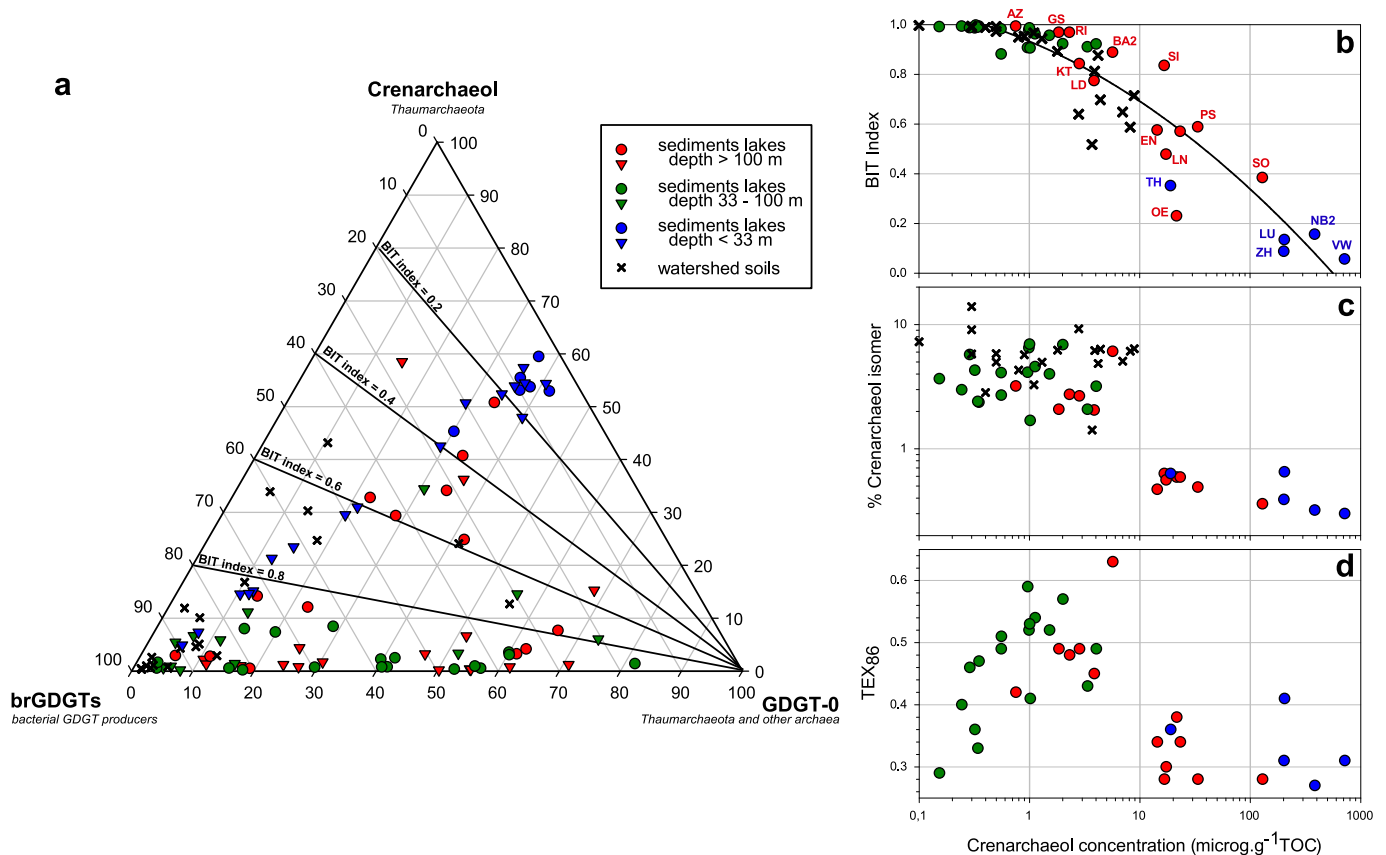 a
Crenarchaeol
Thaumarchaeota
0
10
20
30
40
50
60
70
80
90
100
100
90
80
70
60
50
40
30
20
10
0
BIT index = 0.2
BIT index = 0.4
BIT index = 0.6
BIT index = 0.8
0
10
20
30
40
50
60
70
80
90
100
brGDGTs
bacterial GDGT producers
GDGT-0
Thaumarchaeota and other archaea
sediments lakes
depth > 100 m
sediments lakes
depth 33 - 100 m
sediments lakes
depth < 33 m
watershed soils
b
BIT Index
1.0
0.8
0.6
0.4
0.2
0.0
AZ
GS
RI
BA2
KT
LD
SI
PS
EN
LN
TH
OE
SO
LU
ZH
NB2
VW
c
% Crenarchaeol isomer
10
1
d
TEX86
0.6
0.5
0.4
0.3
0,1
1
10
100
1000
Crenarchaeol concentration (microg.g-1TOC)